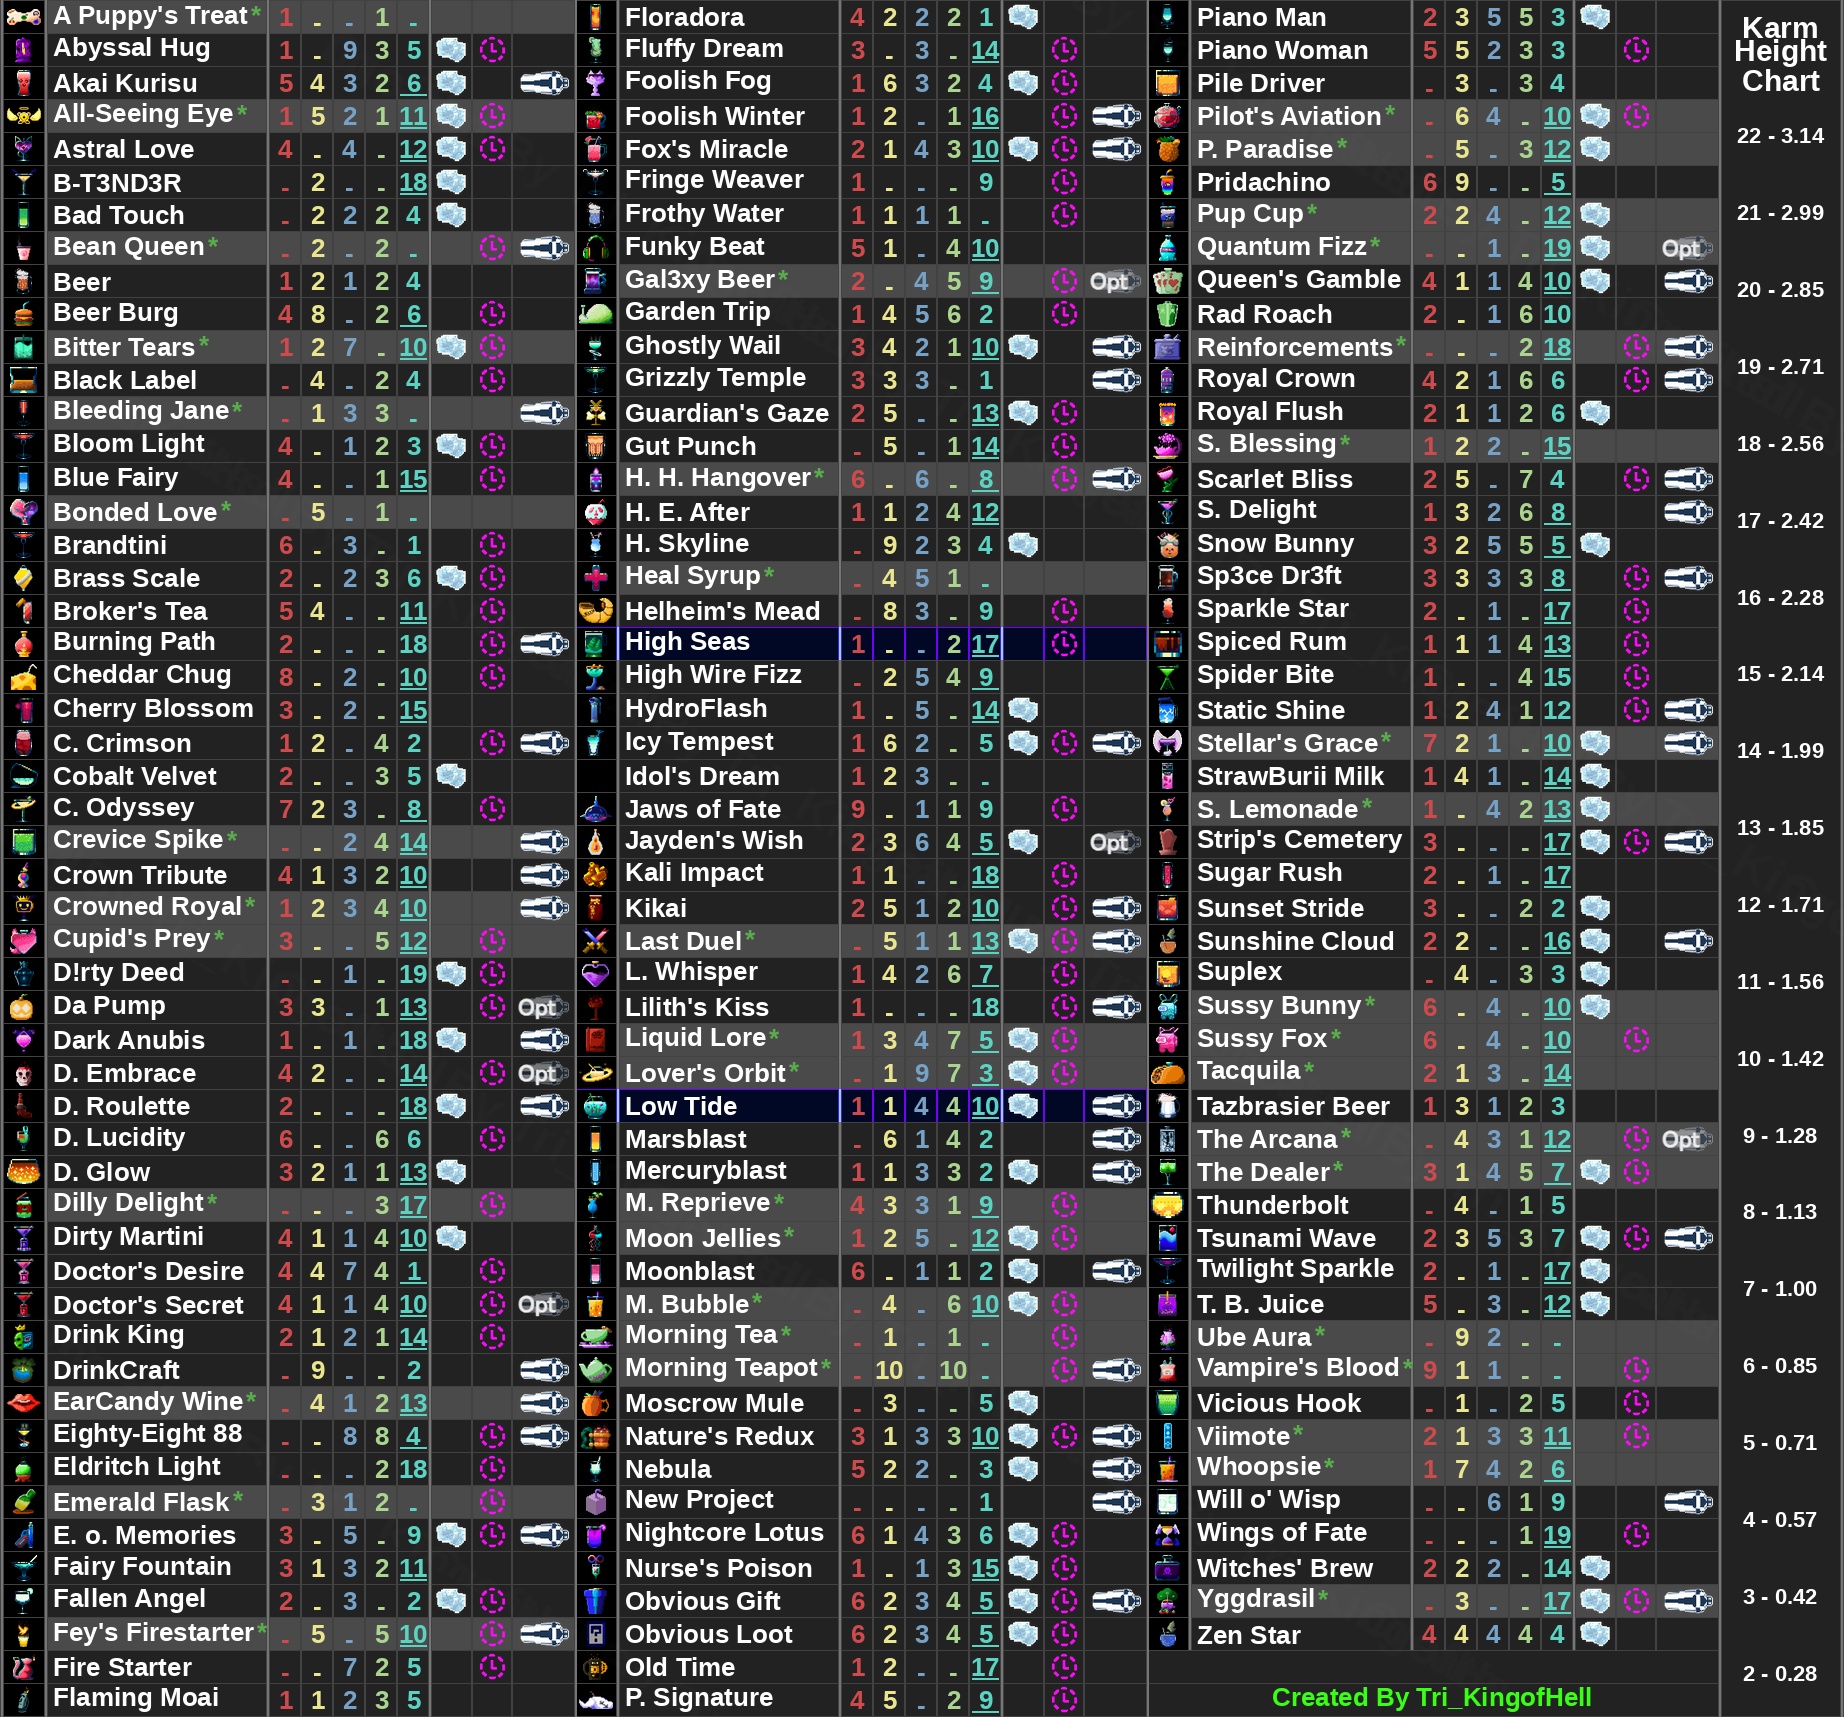 A Puppy's Treat* 1 - - 1 -
Abyssal Hug 1 - 9 3 5
Akai Kurisu 5 4 3 2 6
All-Seeing Eye* 1 5 2 1 11
Astral Love 4 - 4 - 12
B-T3ND3R - 2 - - 18
Bad Touch - 2 2 2 4
Bean Queen* - 2 - 2 -
Beer 1 2 1 2 4
Beer Burg 4 8 - 2 6
Bitter Tears* 1 2 7 - 10
Black Label - 4 - 2 4
Bleeding Jane* - 1 3 3 -
Bloom Light 4 - 1 2 3
Blue Fairy 4 - - 1 15
Bonded Love* - 5 - 1 -
Brandtini 6 - 3 - 1
Brass Scale 2 - 2 3 6
Broker's Tea 5 4 - - 11
Burning Path 2 - - - 18
Cheddar Chug 8 - 2 - 10
Cherry Blossom 3 - 2 - 15
C. Crimson 1 2 - 4 2
Cobalt Velvet 2 - - 3 5
C. Odyssey 7 2 3 - 8
Crevice Spike* - - 2 4 14
Crown Tribute 4 1 3 2 10
Crowned Royal* 1 2 3 4 10
Cupid's Prey* 3 - - 5 12
D!rty Deed - - 1 - 19
Da Pump 3 3 - 1 13 Opt
Dark Anubis 1 - 1 - 18
D. Embrace 4 2 - - 14 Opt
D. Roulette 2 - - - 18
D. Lucidity 6 - - 6 6
D. Glow 3 2 1 1 13
Dilly Delight* - - - 3 17
Dirty Martini 4 1 1 4 10
Doctor's Desire 4 4 7 4 1
Doctor's Secret 4 1 1 4 10 Opt
Drink King 2 1 2 1 14
DrinkCraft - 9 - - 2
EarCandy Wine* - 4 1 2 13
Eighty-Eight 88 - - 8 8 4
Eldritch Light - - - 2 18
Emerald Flask* - 3 1 2 -
E. o. Memories 3 - 5 - 9
Fairy Fountain 3 1 3 2 11
Fallen Angel 2 - 3 - 2
Fey's Firestarter* - 5 - 5 10
Fire Starter - - 7 2 5
Flaming Moai 1 1 2 3 5
Floradora 4 2 2 2 1
Fluffy Dream 3 - 3 - 14
Foolish Fog 1 6 3 2 4
Foolish Winter 1 2 - 1 16
Fox's Miracle 2 1 4 3 10
Fringe Weaver 1 - - - 9
Frothy Water 1 1 1 1 -
Funky Beat 5 1 - 4 10
Gal3xy Beer* 2 - 4 5 9 Opt
Garden Trip 1 4 5 6 2
Ghostly Wail 3 4 2 1 10
Grizzly Temple 3 3 3 - 1
Guardian's Gaze 2 5 - - 13
Gut Punch - 5 - 1 14
H. H. Hangover* 6 - 6 - 8
H. E. After 1 1 2 4 12
H. Skyline - 9 2 3 4
Heal Syrup* - 4 5 1 -
Helheim's Mead - 8 3 - 9
High Seas 1 - - 2 17
High Wire Fizz - 2 5 4 9
HydroFlash 1 - 5 - 14
Icy Tempest 1 6 2 - 5
Idol's Dream 1 2 3 - -
Jaws of Fate 9 - 1 1 9
Jayden's Wish 2 3 6 4 5 Opt
Kali Impact 1 1 - - 18
Kikai 2 5 1 2 10
Last Duel* - 5 1 1 13
L. Whisper 1 4 2 6 7
Lilith's Kiss 1 - - - 18
Liquid Lore* 1 3 4 7 5
Lover's Orbit* - 1 9 7 3
Low Tide 1 1 4 4 10
Marsblast - 6 1 4 2
Mercuryblast 1 1 3 3 2
M. Reprieve* 4 3 3 1 9
Moon Jellies* 1 2 5 - 12
Moonblast 6 - 1 1 2
M. Bubble* - 4 - 6 10
Morning Tea* - 1 - 1 -
Morning Teapot* - 10 - 10 -
Moscrow Mule - 3 - - 5
Nature's Redux 3 1 3 3 10
Nebula 5 2 2 - 3
New Project - - - - 1
Nightcore Lotus 6 1 4 3 6
Nurse's Poison 1 - 1 3 15
Obvious Gift 6 2 3 4 5
Obvious Loot 6 2 3 4 5
Old Time 1 2 - - 17
P. Signature 4 5 - 2 9
Piano Man 2 3 5 5 3
Piano Woman 5 5 2 3 3
Pile Driver - 3 - 3 4
Pilot's Aviation* - 6 4 - 10
P. Paradise* - 5 - 3 12
Pridachino 6 9 - - 5
Pup Cup* 2 2 4 - 12
Quantum Fizz* - - 1 - 19 Opt
Queen's Gamble 4 1 1 4 10
Rad Roach 2 - 1 6 10
Reinforcements* - - - 2 18
Royal Crown 4 2 1 6 6
Royal Flush 2 1 1 2 6
S. Blessing* 1 2 2 - 15
Scarlet Bliss 2 5 - 7 4
S. Delight 1 3 2 6 8
Snow Bunny 3 2 5 5 5
Sp3ce Dr3ft 3 3 3 3 8
Sparkle Star 2 - 1 - 17
Spiced Rum 1 1 1 4 13
Spider Bite 1 - - 4 15
Static Shine 1 2 4 1 12
Stellar's Grace* 7 2 1 - 10
StrawBurii Milk 1 4 1 - 14
S. Lemonade* 1 - 4 2 13
Strip's Cemetery 3 - - - 17
Sugar Rush 2 - 1 - 17
Sunset Stride 3 - - 2 2
Sunshine Cloud 2 2 - - 16
Suplex - 4 - 3 3
Sussy Bunny* 6 - 4 - 10
Sussy Fox* 6 - 4 - 10
Tacquila* 2 1 3 - 14
Tazbrasier Beer 1 3 1 2 3
The Arcana* - 4 3 1 12 Opt
The Dealer* 3 1 4 5 7
Thunderbolt - 4 - 1 5
Tsunami Wave 2 3 5 3 7
Twilight Sparkle 2 - 1 - 17
T. B. Juice 5 - 3 - 12
Ube Aura* - 9 2 - -
Vampire's Blood* 9 1 1 - -
Vicious Hook - 1 - 2 5
Viimote* 2 1 3 3 11
Whoopsie* 1 7 4 2 6
Will o' Wisp - - 6 1 9
Wings of Fate - - - 1 19
Witches' Brew 2 2 2 - 14
Yggdrasil* - 3 - - 17
Zen Star 4 4 4 4 4
Created By Tri_KingofHell
Karm
Height
Chart
22 - 3.14
21 - 2.99
20 - 2.85
19 - 2.71
18 - 2.56
17 - 2.42
16 - 2.28
15 - 2.14
14 - 1.99
13 - 1.85
12 - 1.71
11 - 1.56
10 - 1.42
9 - 1.28
8 - 1.13
7 - 1.00
6 - 0.85
5 - 0.71
4 - 0.57
3 - 0.42
2 - 0.28